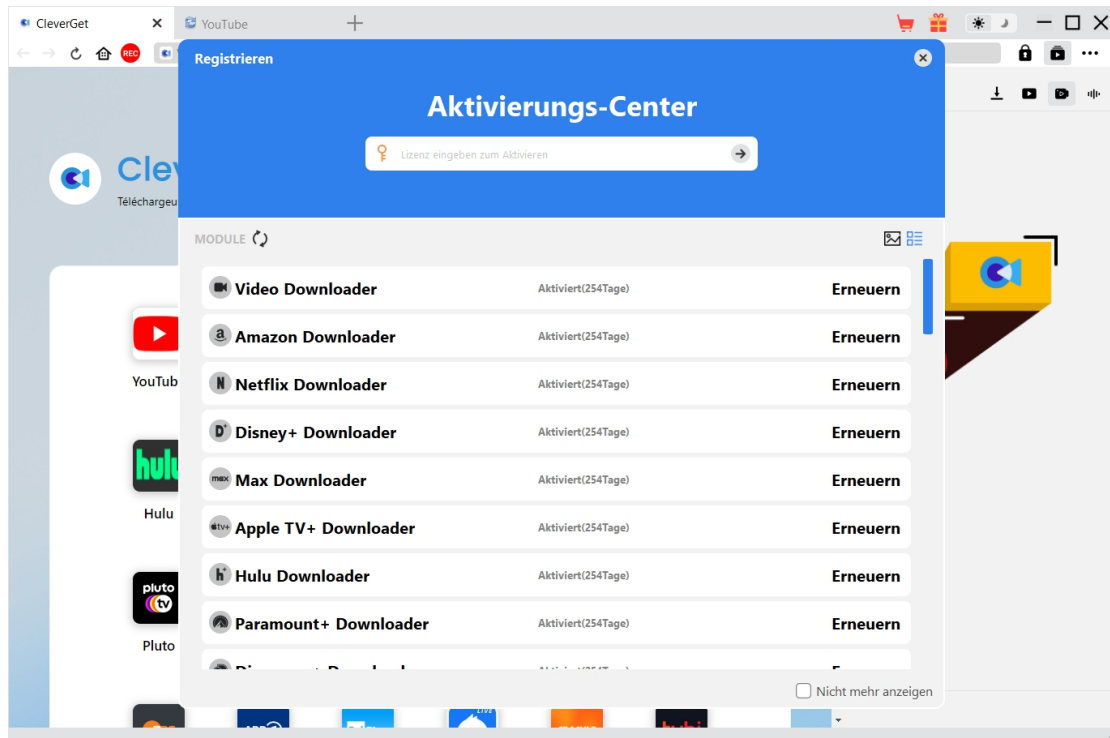 CleverGet
YouTube
REC
Registrieren
Aktivierungs-Center
Lizenz eingeben zum Aktivieren
Clev
Téléchargeu
MODULE
Video Downloader Aktiviert(254Tage) Erneuern
Amazon Downloader Aktiviert(254Tage) Erneuern
Netflix Downloader Aktiviert(254Tage) Erneuern
Disney+ Downloader Aktiviert(254Tage) Erneuern
max Max Downloader Aktiviert(254Tage) Erneuern
tv+ Apple TV+ Downloader Aktiviert(254Tage) Erneuern
Hulu Downloader Aktiviert(254Tage) Erneuern
Paramount+ Downloader Aktiviert(254Tage) Erneuern
YouTub
hulu
Hulu
pluto
tv
Pluto
Nicht mehr anzeigen
LIVE